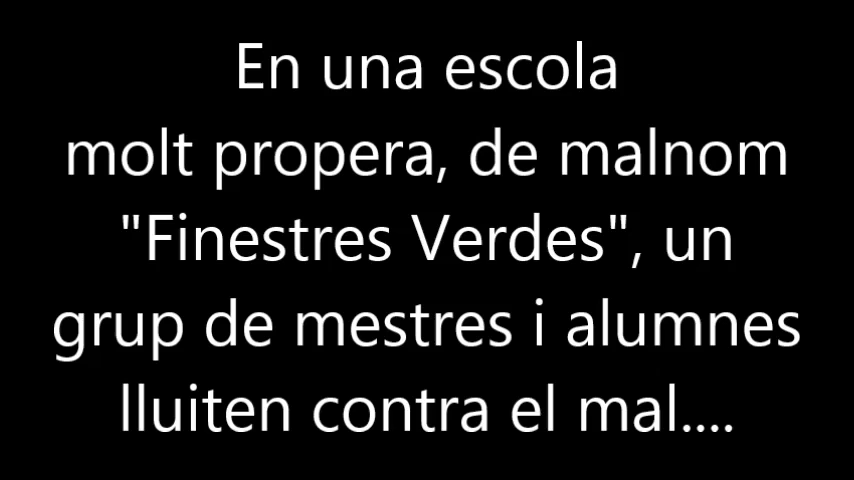 En una escola
molt propera, de malnom
"Finestres Verdes", un
grup de mestres i alumnes
lluiten contra el mal....